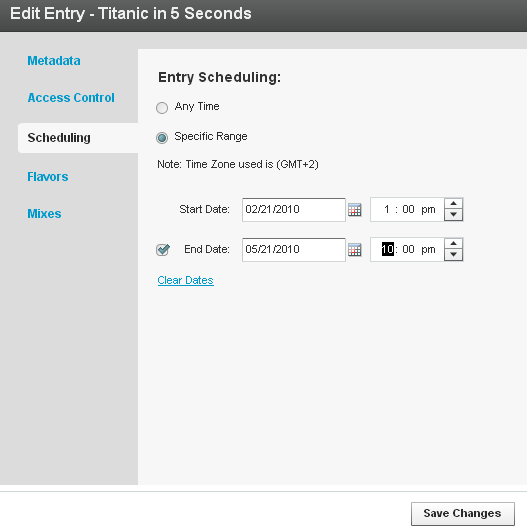 Edit Entry - Titanic in 5 Seconds
Metadata
Access Control
Scheduling
Flavors
Mixes
Entry Scheduling:
Any Time
Specific Range
Note: Time Zone used is (GMT+2)
Start Date: 02/21/2010 1 : 00 pm
End Date: 05/21/2010 10 : 00 pm
Clear Dates
Save Changes